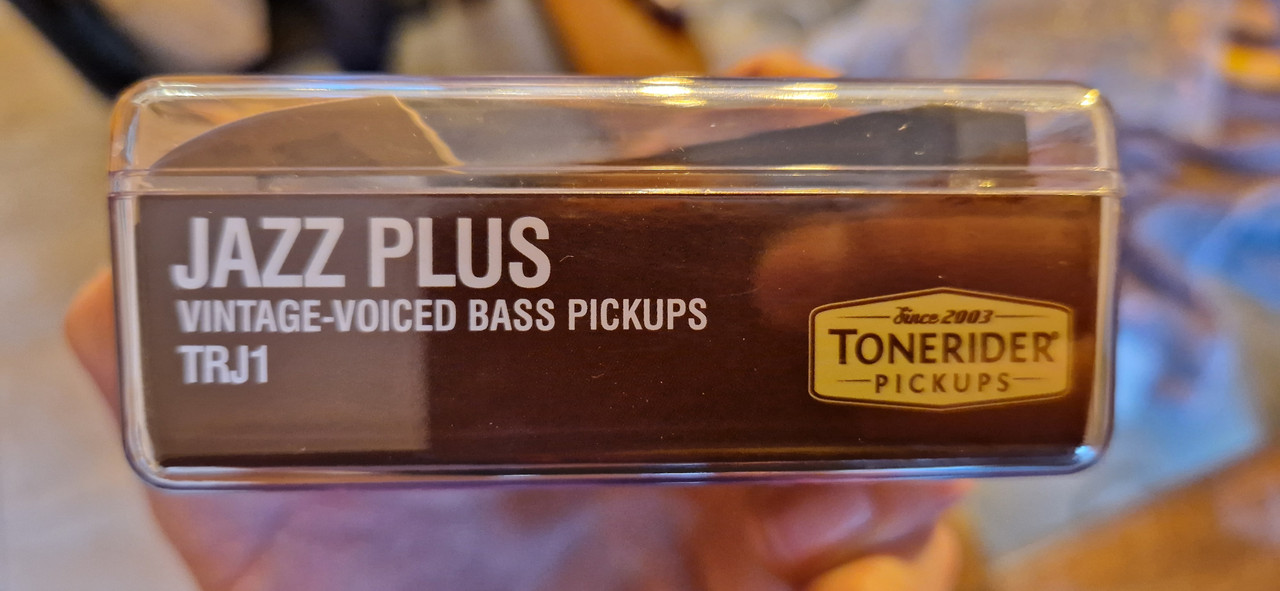 JAZZ PLUS
VINTAGE-VOICED BASS PICKUPS
TRJ1
Since 2003
TONERIDER®
PICKUPS